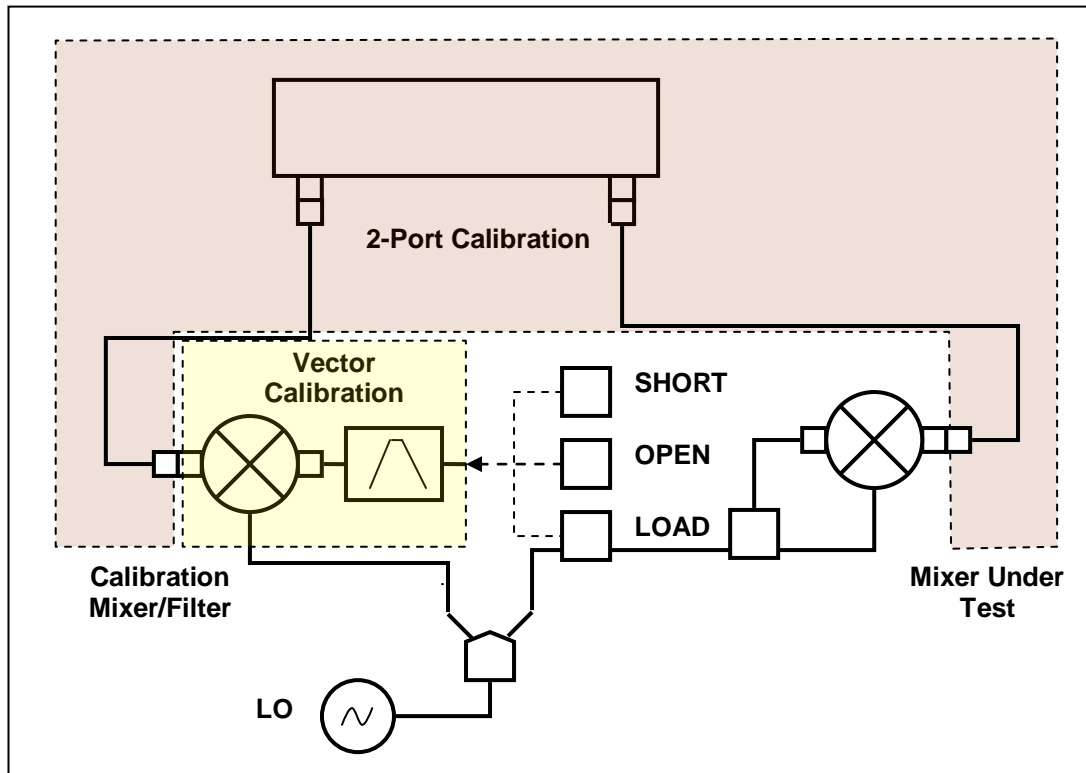 2-Port Calibration
Vector
Calibration
SHORT
OPEN
LOAD
Calibration
Mixer/Filter
Mixer Under
Test
LO